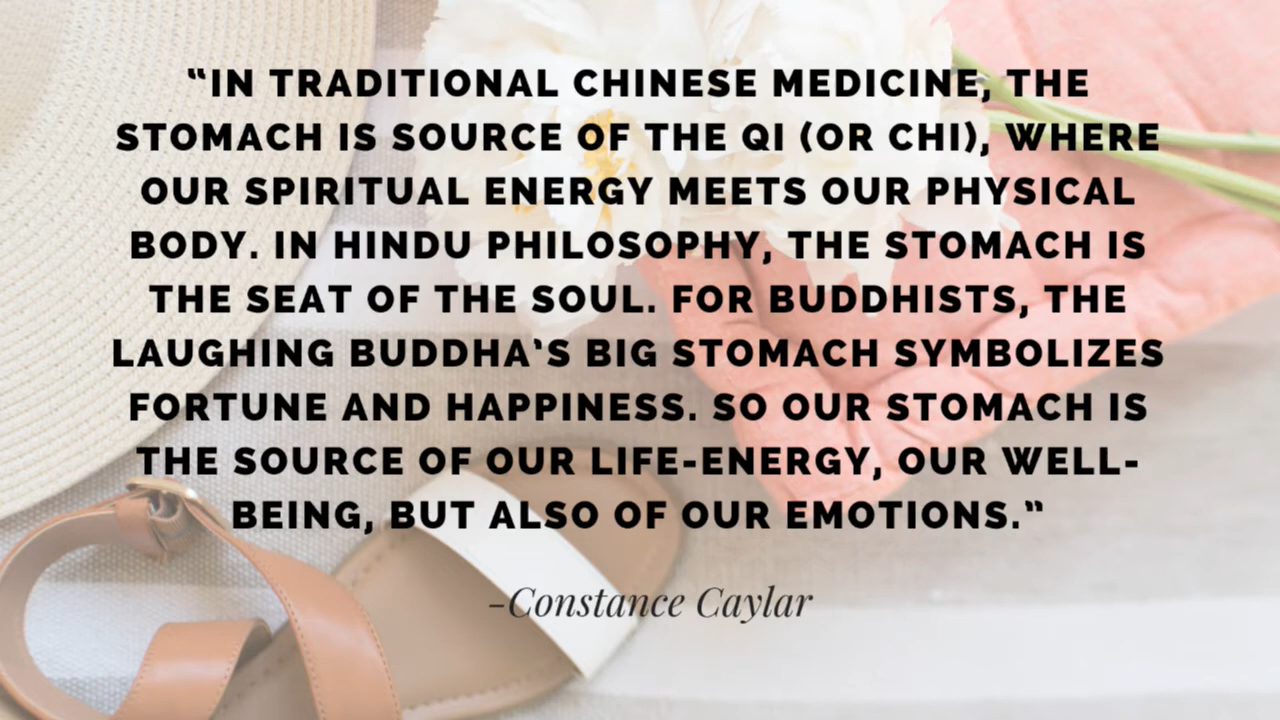 “IN TRADITIONAL CHINESE MEDICINE, THE
STOMACH IS SOURCE OF THE QI (OR CHI), WHERE
OUR SPIRITUAL ENERGY MEETS OUR PHYSICAL
BODY. IN HINDU PHILOSOPHY, THE STOMACH IS
THE SEAT OF THE SOUL. FOR BUDDHISTS, THE
LAUGHING BUDDHA‘S BIG STOMACH SYMBOLIZES
FORTUNE AND HAPPINESS. SO OUR STOMACH IS
THE SOURCE OF OUR LIFE-ENERGY, OUR WELL-
BEING, BUT ALSO OF OUR EMOTIONS.”
-Constance Caylar